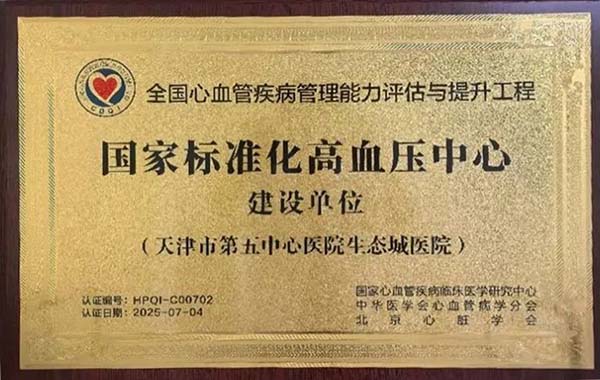 CDQI
全国心血管疾病管理能力评估与提升工程
国家标准化高血压中心
建设单位
（天津市第五中心医院生态城医院）
认证编号：HPQI-C00702
认证日期：2025-07-04
国家心血管疾病临床医学研究中心
中华医学会心血管病学分会
北京心脏学会